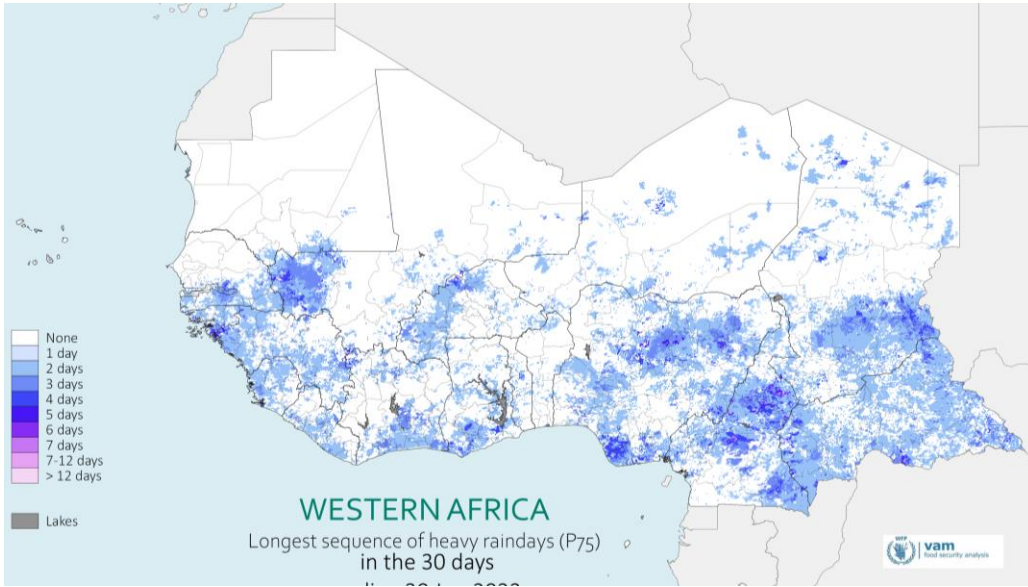 None
1 day
2 days
3 days
4 days
5 days
6 days
7 days
7-12 days
> 12 days
Lakes
WESTERN AFRICA
Longest sequence of heavy raindays (P75)
in the 30 days
WFP
vam
food security analysis